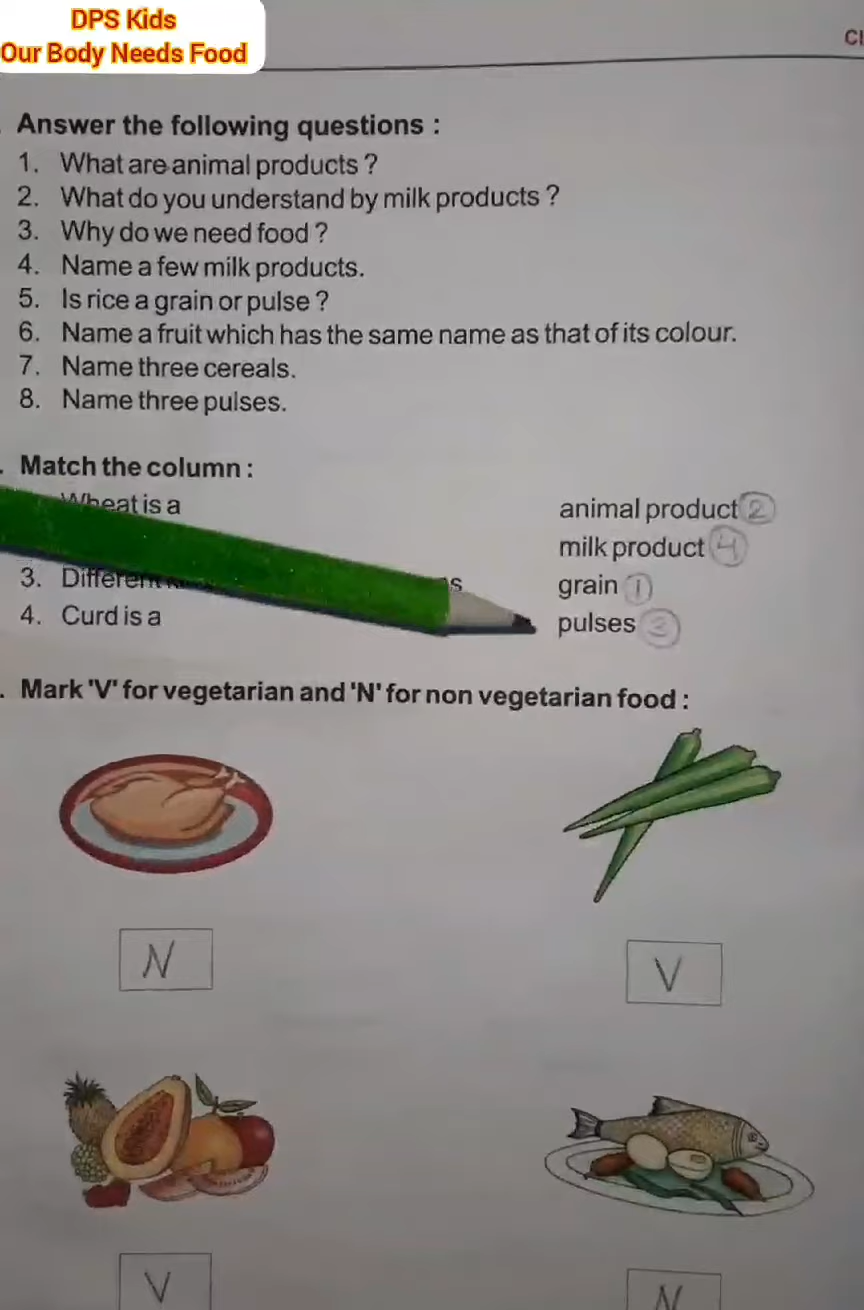 DPS Kids
Our Body Needs Food
Cl
Answer the following questions :
1. What are animal products ?
2. What do you understand by milk products ?
3. Why do we need food ?
4. Name a few milk products.
5. Is rice a grain or pulse ?
6. Name a fruit which has the same name as that of its colour.
7. Name three cereals.
8. Name three pulses.
Match the column :
Wheat is a
animal product 2
milk product 4
3. Different
grain 1
4. Curd is a
pulses 3
Mark 'V' for vegetarian and 'N' for non vegetarian food :
N
V
V
N